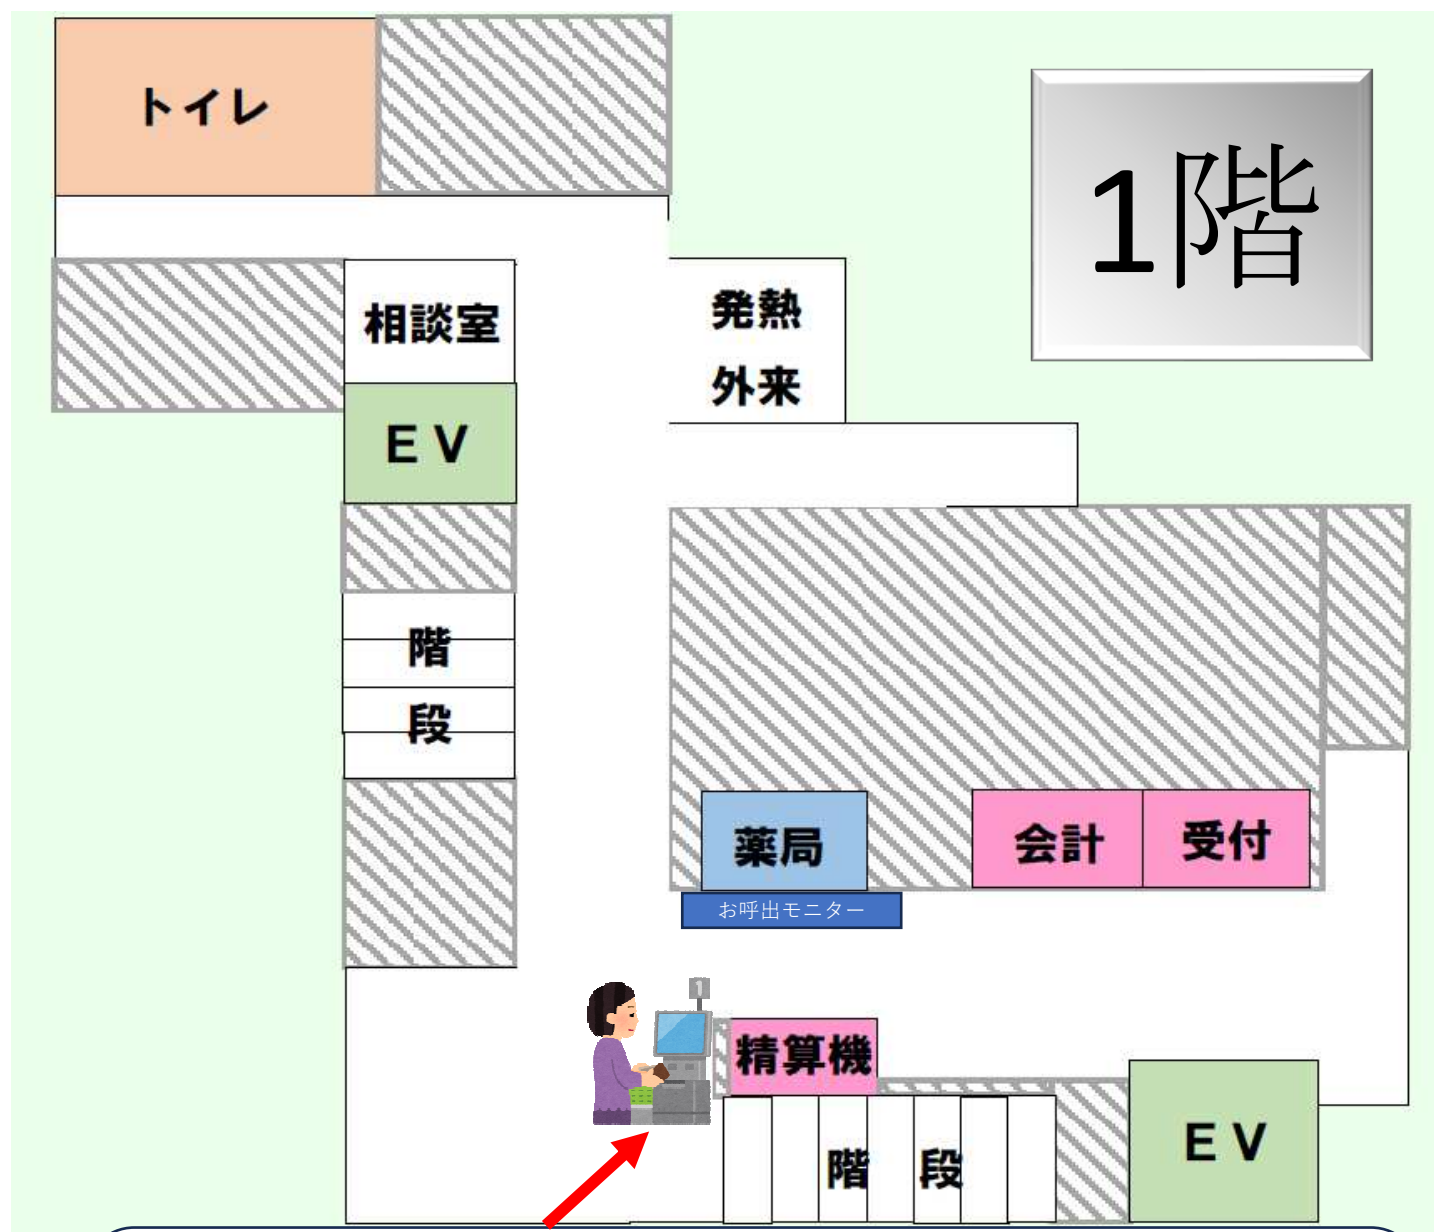 トイレ
1階
相談室
発熱
外来
ＥＶ
階
段
薬局
会計
受付
お呼出モニター
1
精算機
階 段
ＥＶ